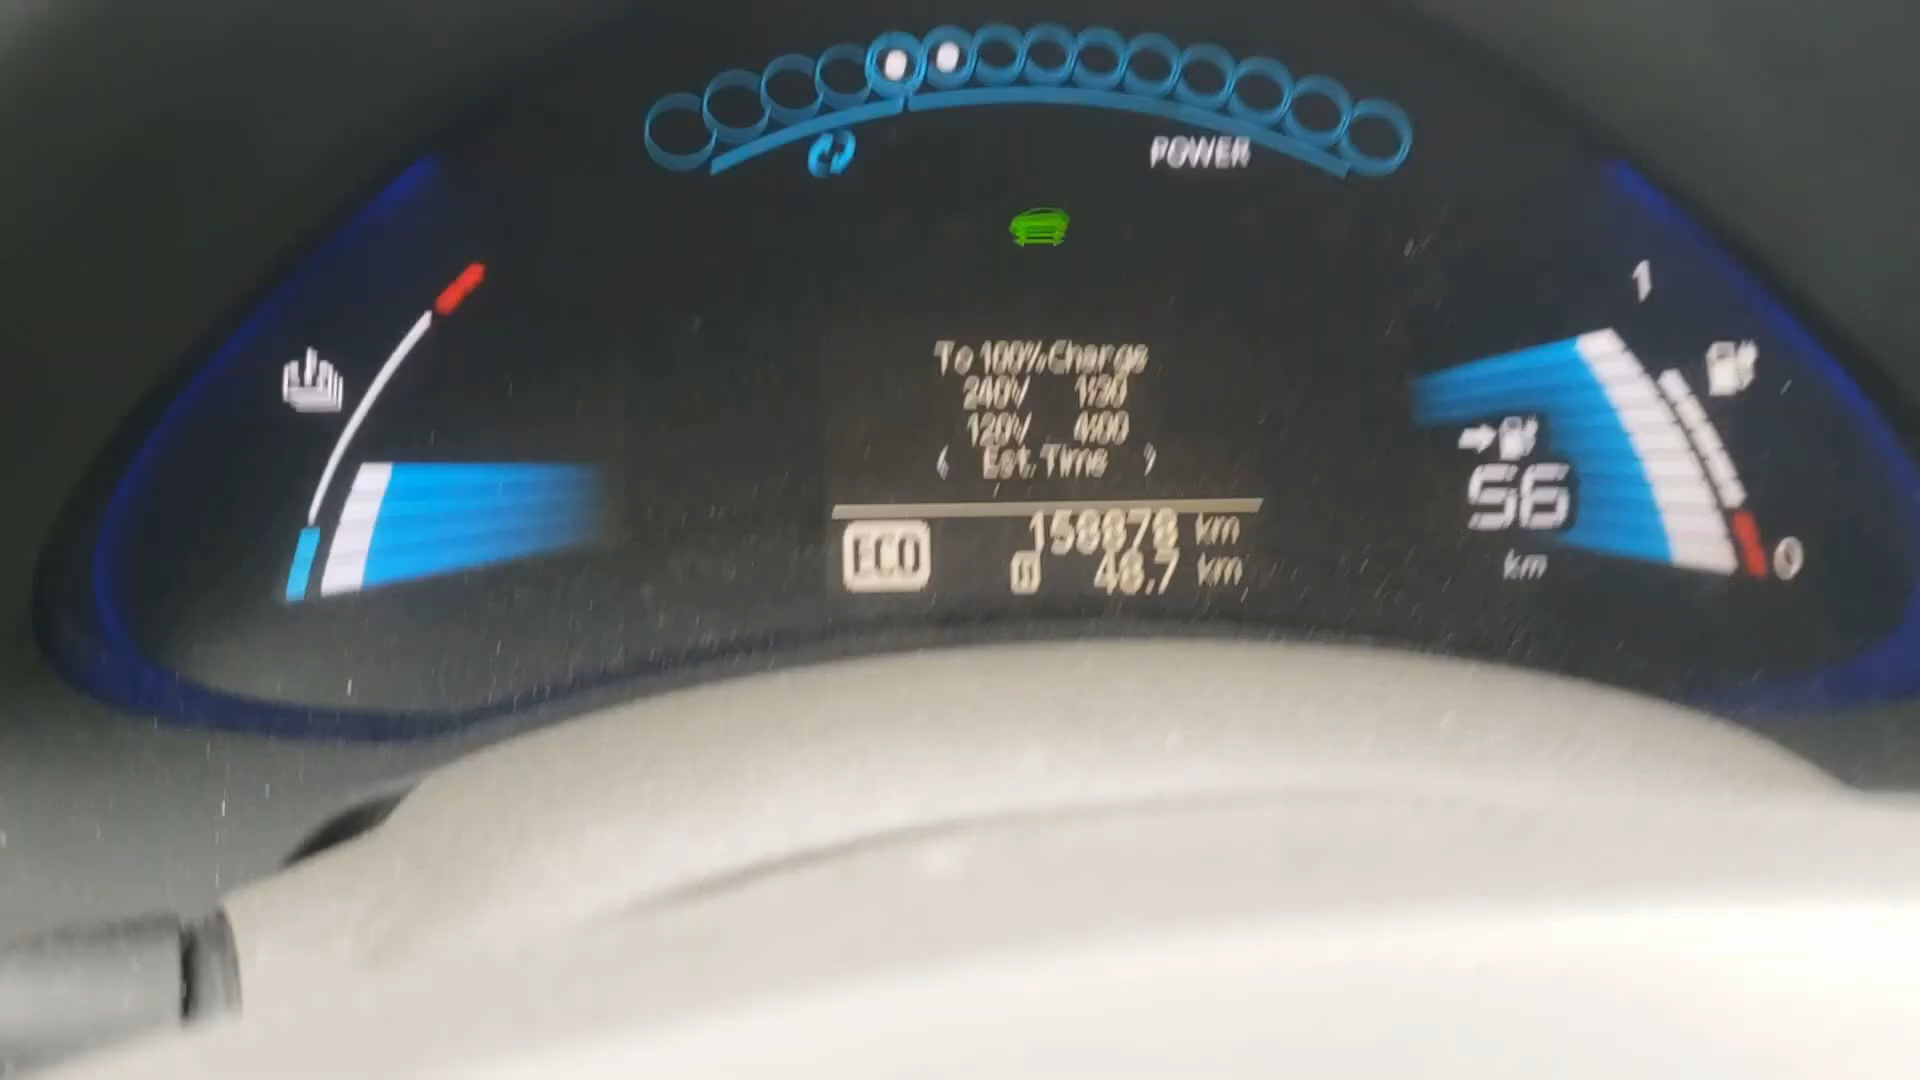 POWER
1
To 100% Charge
240V 1:30
120V 4:00
Est. Time
56
km
0
ECO
158878 km
48.7 km